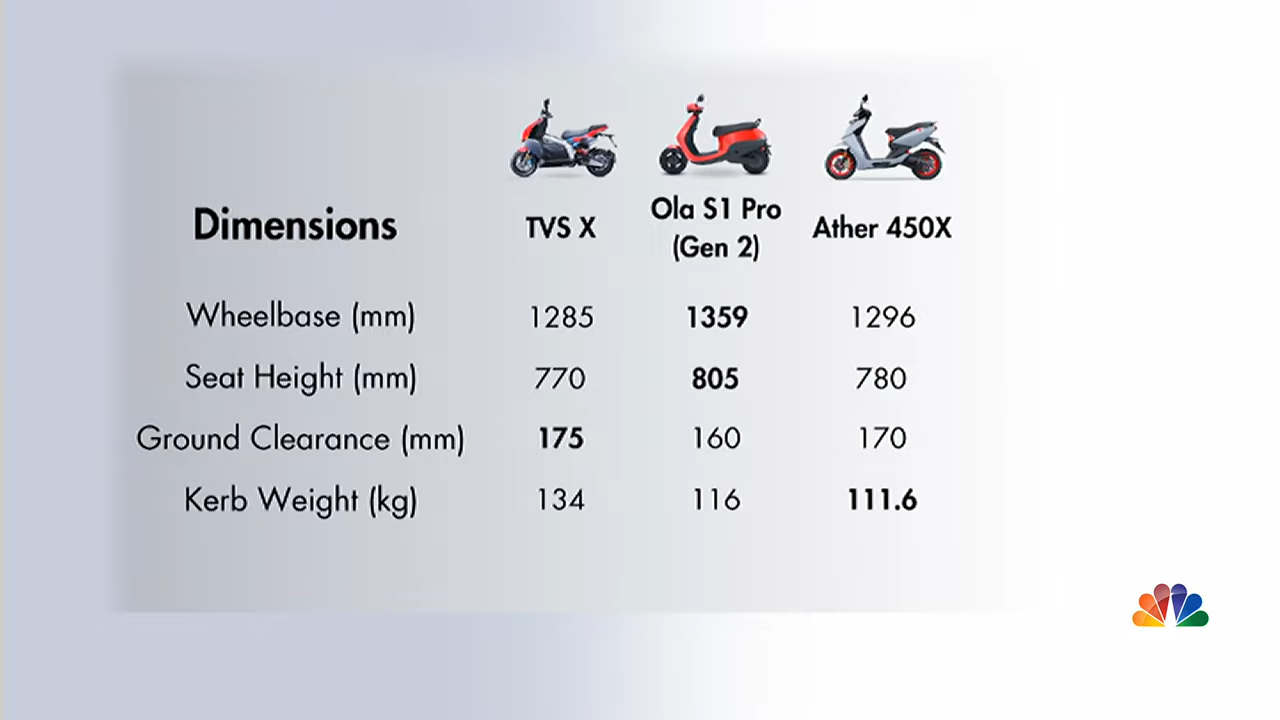 Dimensions TVS X Ola S1 Pro (Gen 2) Ather 450X
Wheelbase (mm) 1285 1359 1296
Seat Height (mm) 770 805 780
Ground Clearance (mm) 175 160 170
Kerb Weight (kg) 134 116 111.6